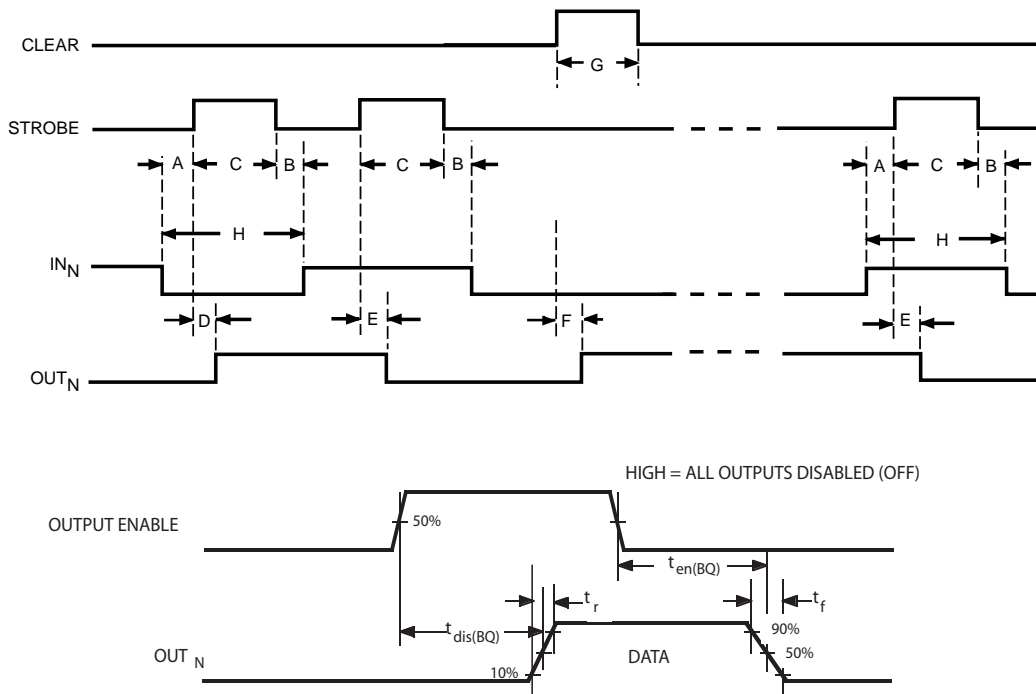 CLEAR
G
STROBE
A C B C B A C B
H H
IN N
D E F E
OUT N
HIGH = ALL OUTPUTS DISABLED (OFF)
OUTPUT ENABLE
50%
t en(BQ)
t r t f
t dis(BQ)
90%
OUT N DATA 50%
10%